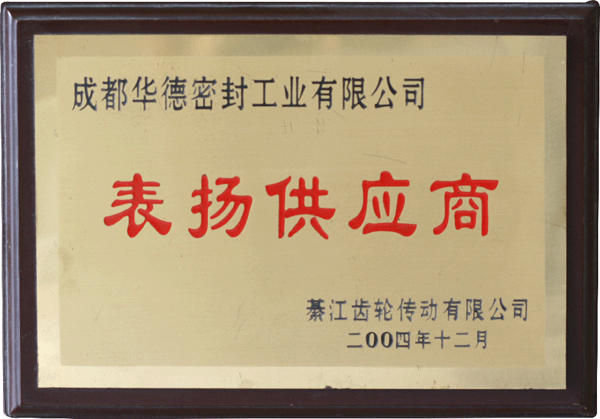 成都华德密封工业有限公司
表扬供应商
綦江齿轮传动有限公司
二00四年十二月